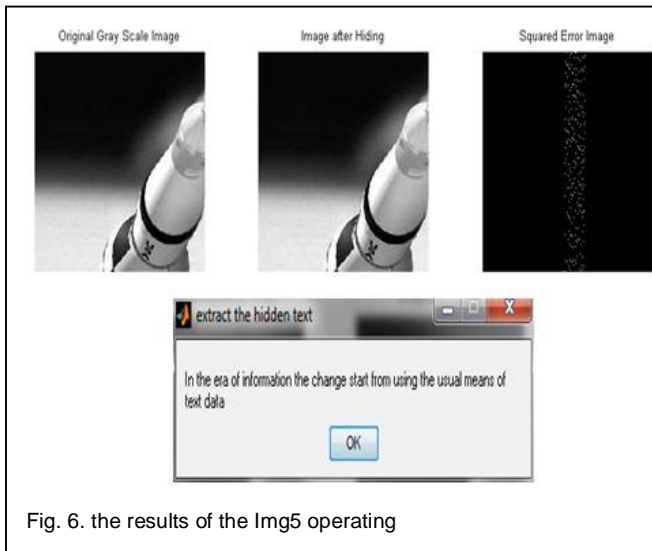 Original Gray Scale Image
Image after Hiding
Squared Error Image
extract the hidden text
In the era of information the change start from using the usual means of
text data
OK
Fig. 6. the results of the Img5 operating